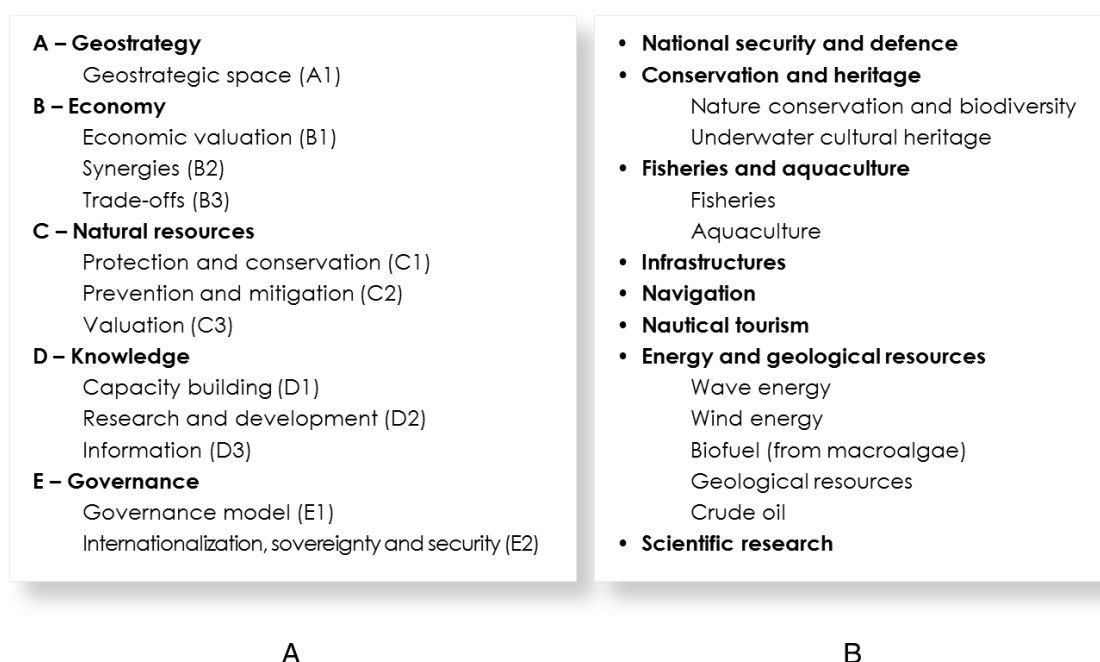 A – Geostrategy
Geostrategic space (A1)
B – Economy
Economic valuation (B1)
Synergies (B2)
Trade-offs (B3)
C – Natural resources
Protection and conservation (C1)
Prevention and mitigation (C2)
Valuation (C3)
D – Knowledge
Capacity building (D1)
Research and development (D2)
Information (D3)
E – Governance
Governance model (E1)
Internationalization, sovereignty and security (E2)
A
• National security and defence
• Conservation and heritage
Nature conservation and biodiversity
Underwater cultural heritage
• Fisheries and aquaculture
Fisheries
Aquaculture
• Infrastructures
• Navigation
• Nautical tourism
• Energy and geological resources
Wave energy
Wind energy
Biofuel (from macroalgae)
Geological resources
Crude oil
• Scientific research
B